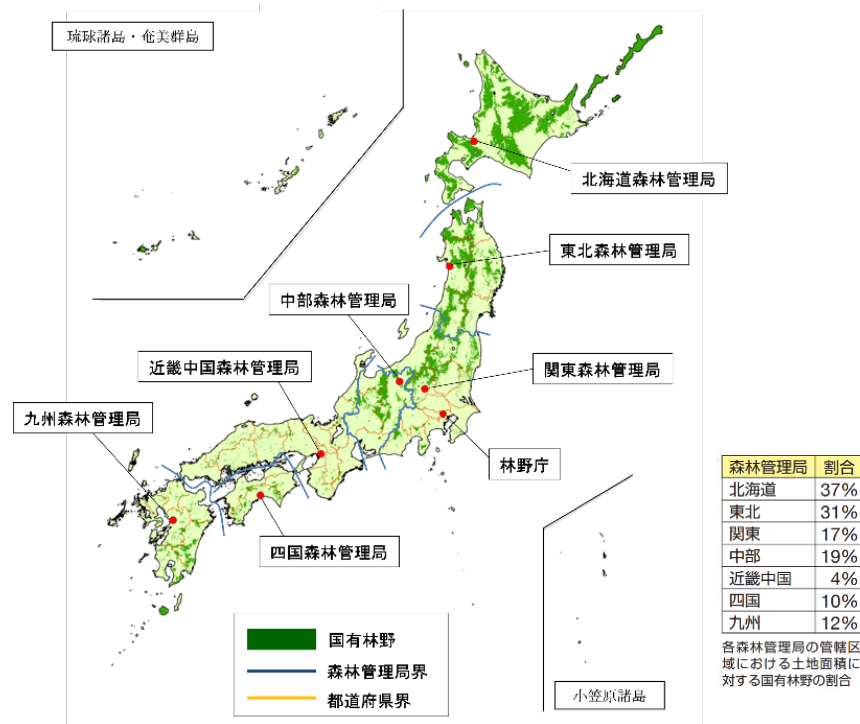 琉球諸島・奄美群島
北海道森林管理局
東北森林管理局
中部森林管理局
近畿中国森林管理局
関東森林管理局
九州森林管理局
林野庁
四国森林管理局
国有林野
森林管理局界
都道府県界
小笠原諸島
森林管理局 割合
北海道 37%
東北 31%
関東 17%
中部 19%
近畿中国 4%
四国 10%
九州 12%
各森林管理局の管轄区
域における土地面積に
対する国有林野の割合